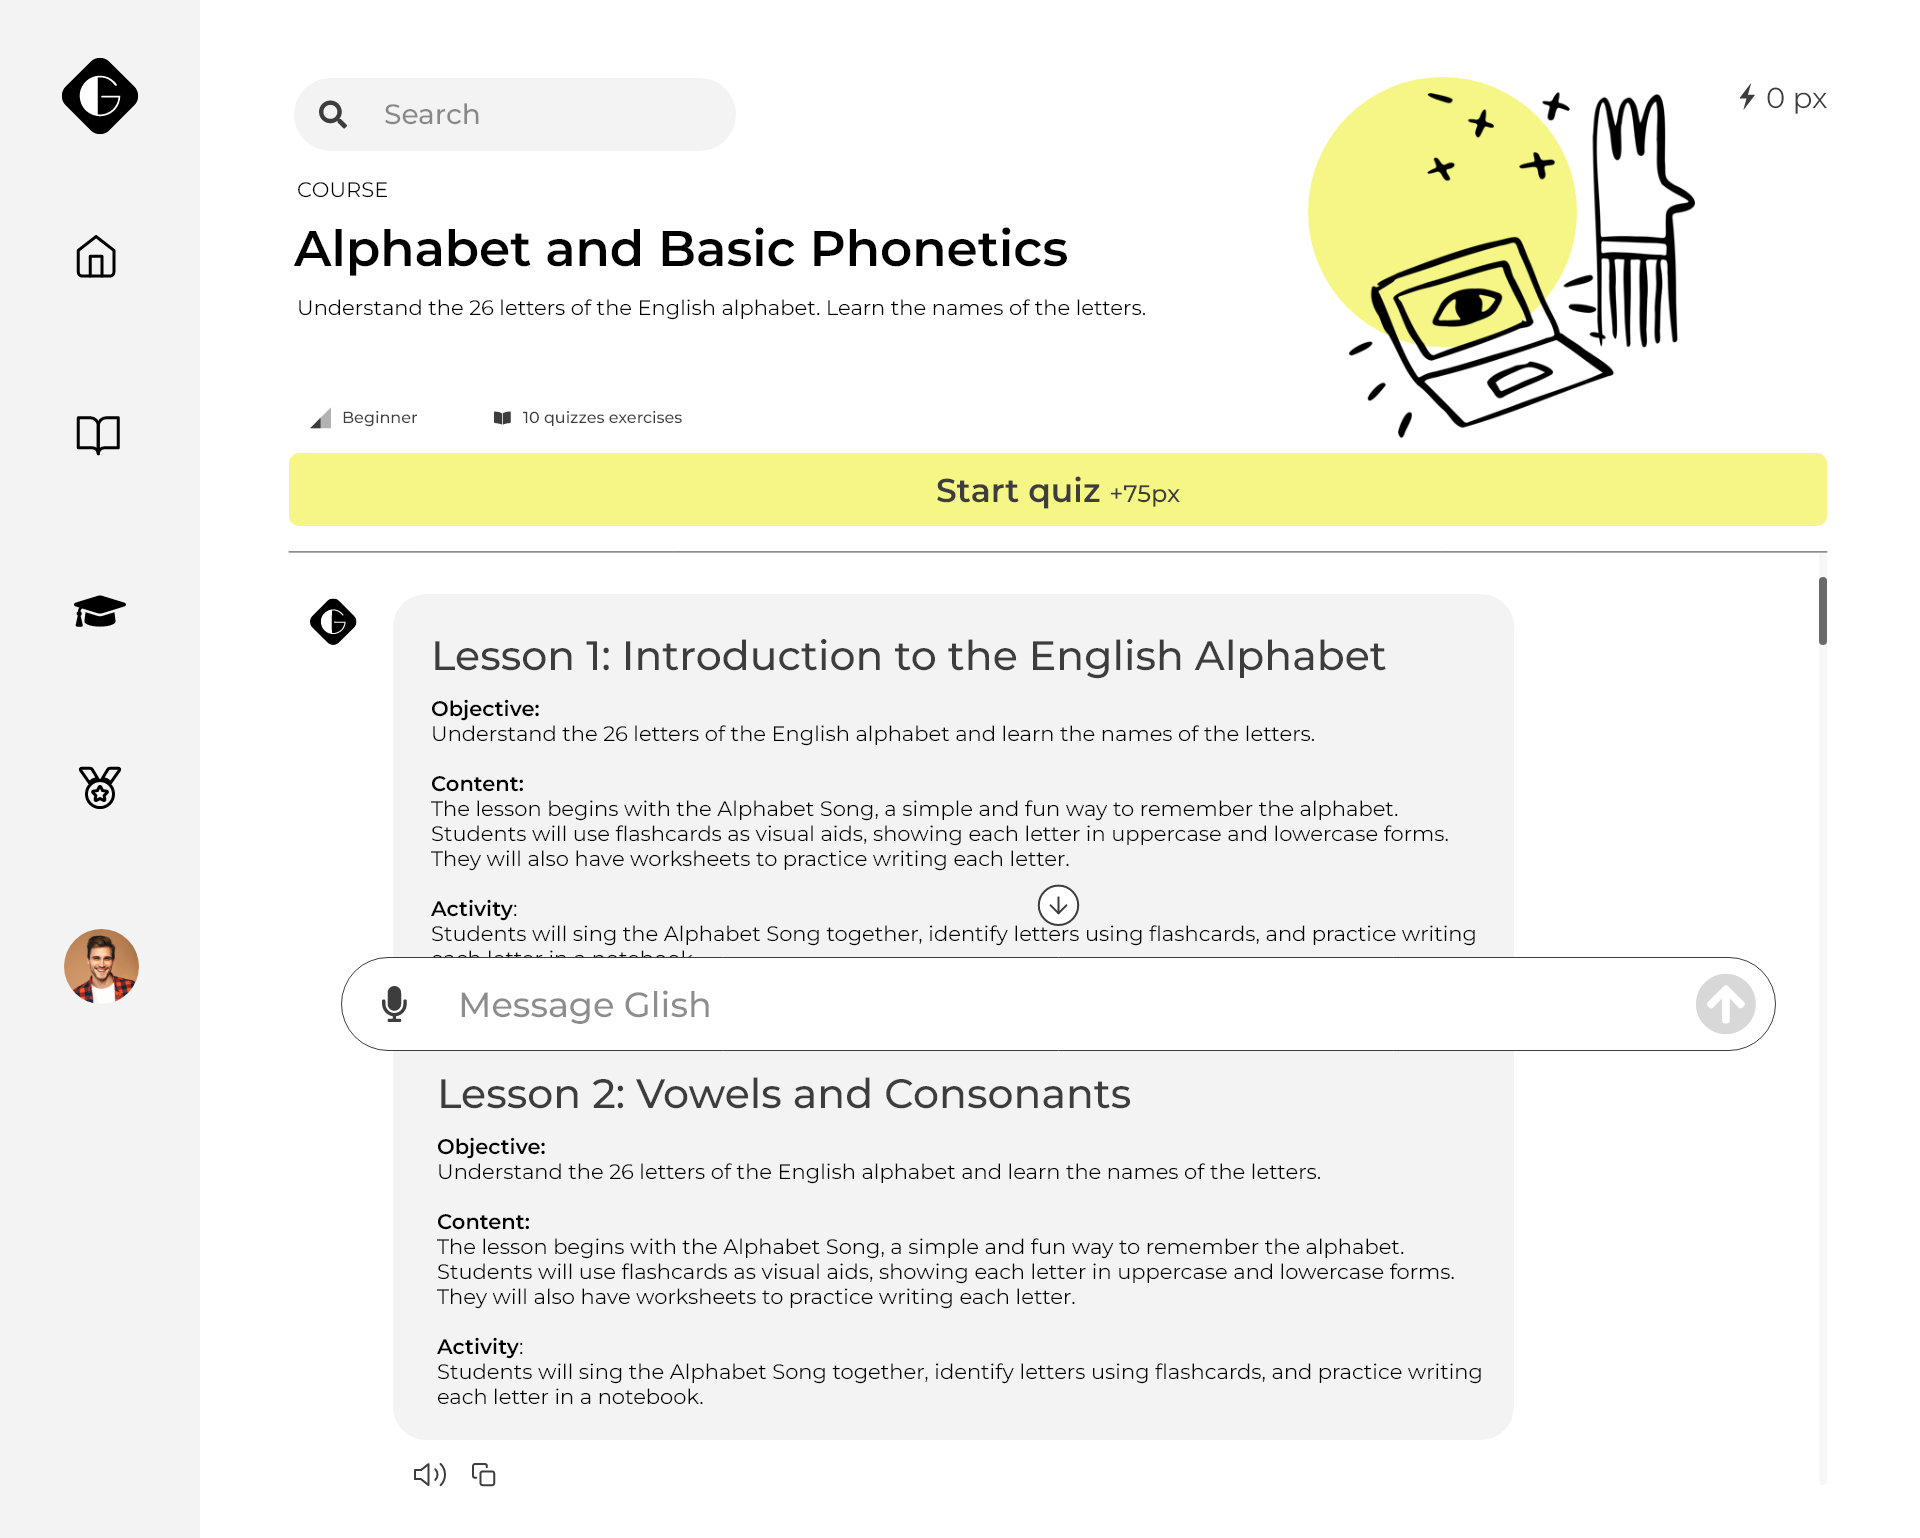 Search
0 px
COURSE
Alphabet and Basic Phonetics
Understand the 26 letters of the English alphabet. Learn the names of the letters.
Beginner
10 quizzes exercises
Start quiz +75px
Lesson 1: Introduction to the English Alphabet
Objective:
Understand the 26 letters of the English alphabet and learn the names of the letters.
Content:
The lesson begins with the Alphabet Song, a simple and fun way to remember the alphabet.
Students will use flashcards as visual aids, showing each letter in uppercase and lowercase forms.
They will also have worksheets to practice writing each letter.
Activity:
Students will sing the Alphabet Song together, identify letters using flashcards, and practice writing
each letter in a notebook.
Message Glish
Lesson 2: Vowels and Consonants
Objective:
Understand the 26 letters of the English alphabet and learn the names of the letters.
Content:
The lesson begins with the Alphabet Song, a simple and fun way to remember the alphabet.
Students will use flashcards as visual aids, showing each letter in uppercase and lowercase forms.
They will also have worksheets to practice writing each letter.
Activity:
Students will sing the Alphabet Song together, identify letters using flashcards, and practice writing
each letter in a notebook.